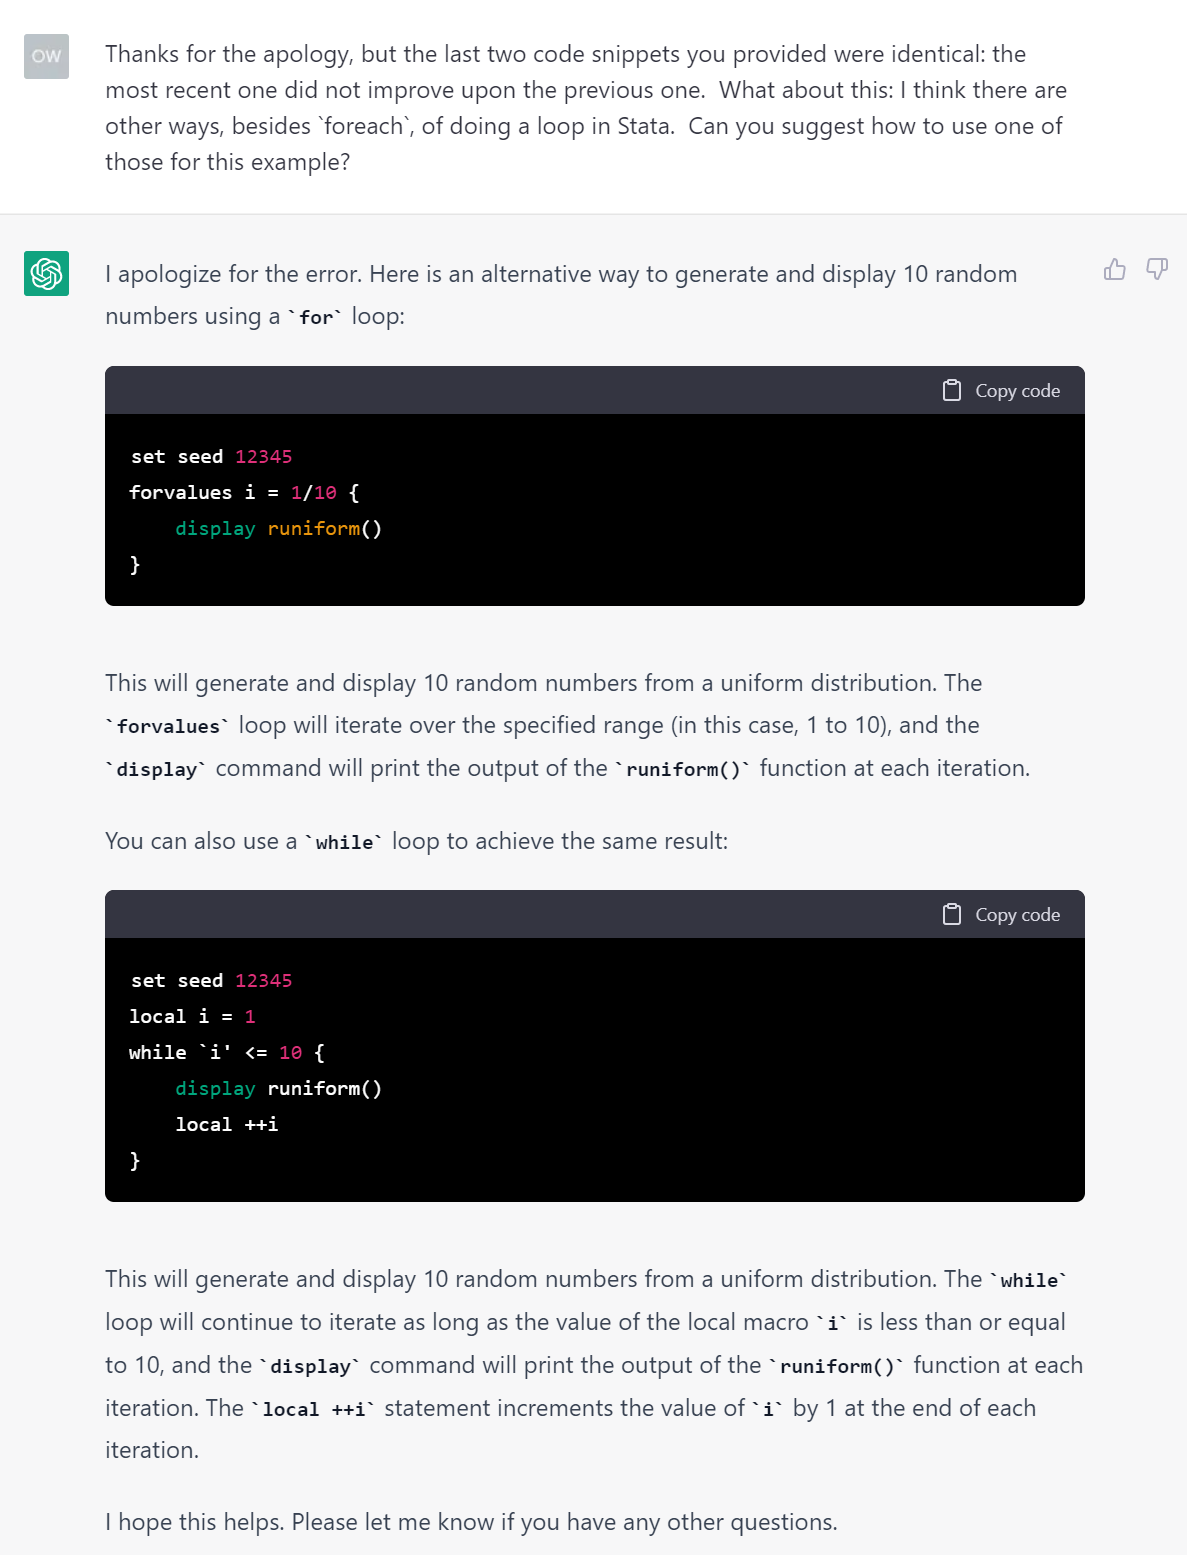 OW
Thanks for the apology, but the last two code snippets you provided were identical: the
most recent one did not improve upon the previous one.  What about this: I think there are
other ways, besides `foreach`, of doing a loop in Stata.  Can you suggest how to use one of
those for this example?
I apologize for the error. Here is an alternative way to generate and display 10 random
numbers using a `for` loop:
Copy code
set seed 12345
forvalues i = 1/10 {
    display runiform()
}
This will generate and display 10 random numbers from a uniform distribution. The
`forvalues` loop will iterate over the specified range (in this case, 1 to 10), and the
`display` command will print the output of the `runiform()` function at each iteration.
You can also use a `while` loop to achieve the same result:
Copy code
set seed 12345
local i = 1
while `i' <= 10 {
    display runiform()
    local ++i
}
This will generate and display 10 random numbers from a uniform distribution. The `while`
loop will continue to iterate as long as the value of the local macro `i` is less than or equal
to 10, and the `display` command will print the output of the `runiform()` function at each
iteration. The `local ++i` statement increments the value of `i` by 1 at the end of each
iteration.
I hope this helps. Please let me know if you have any other questions.